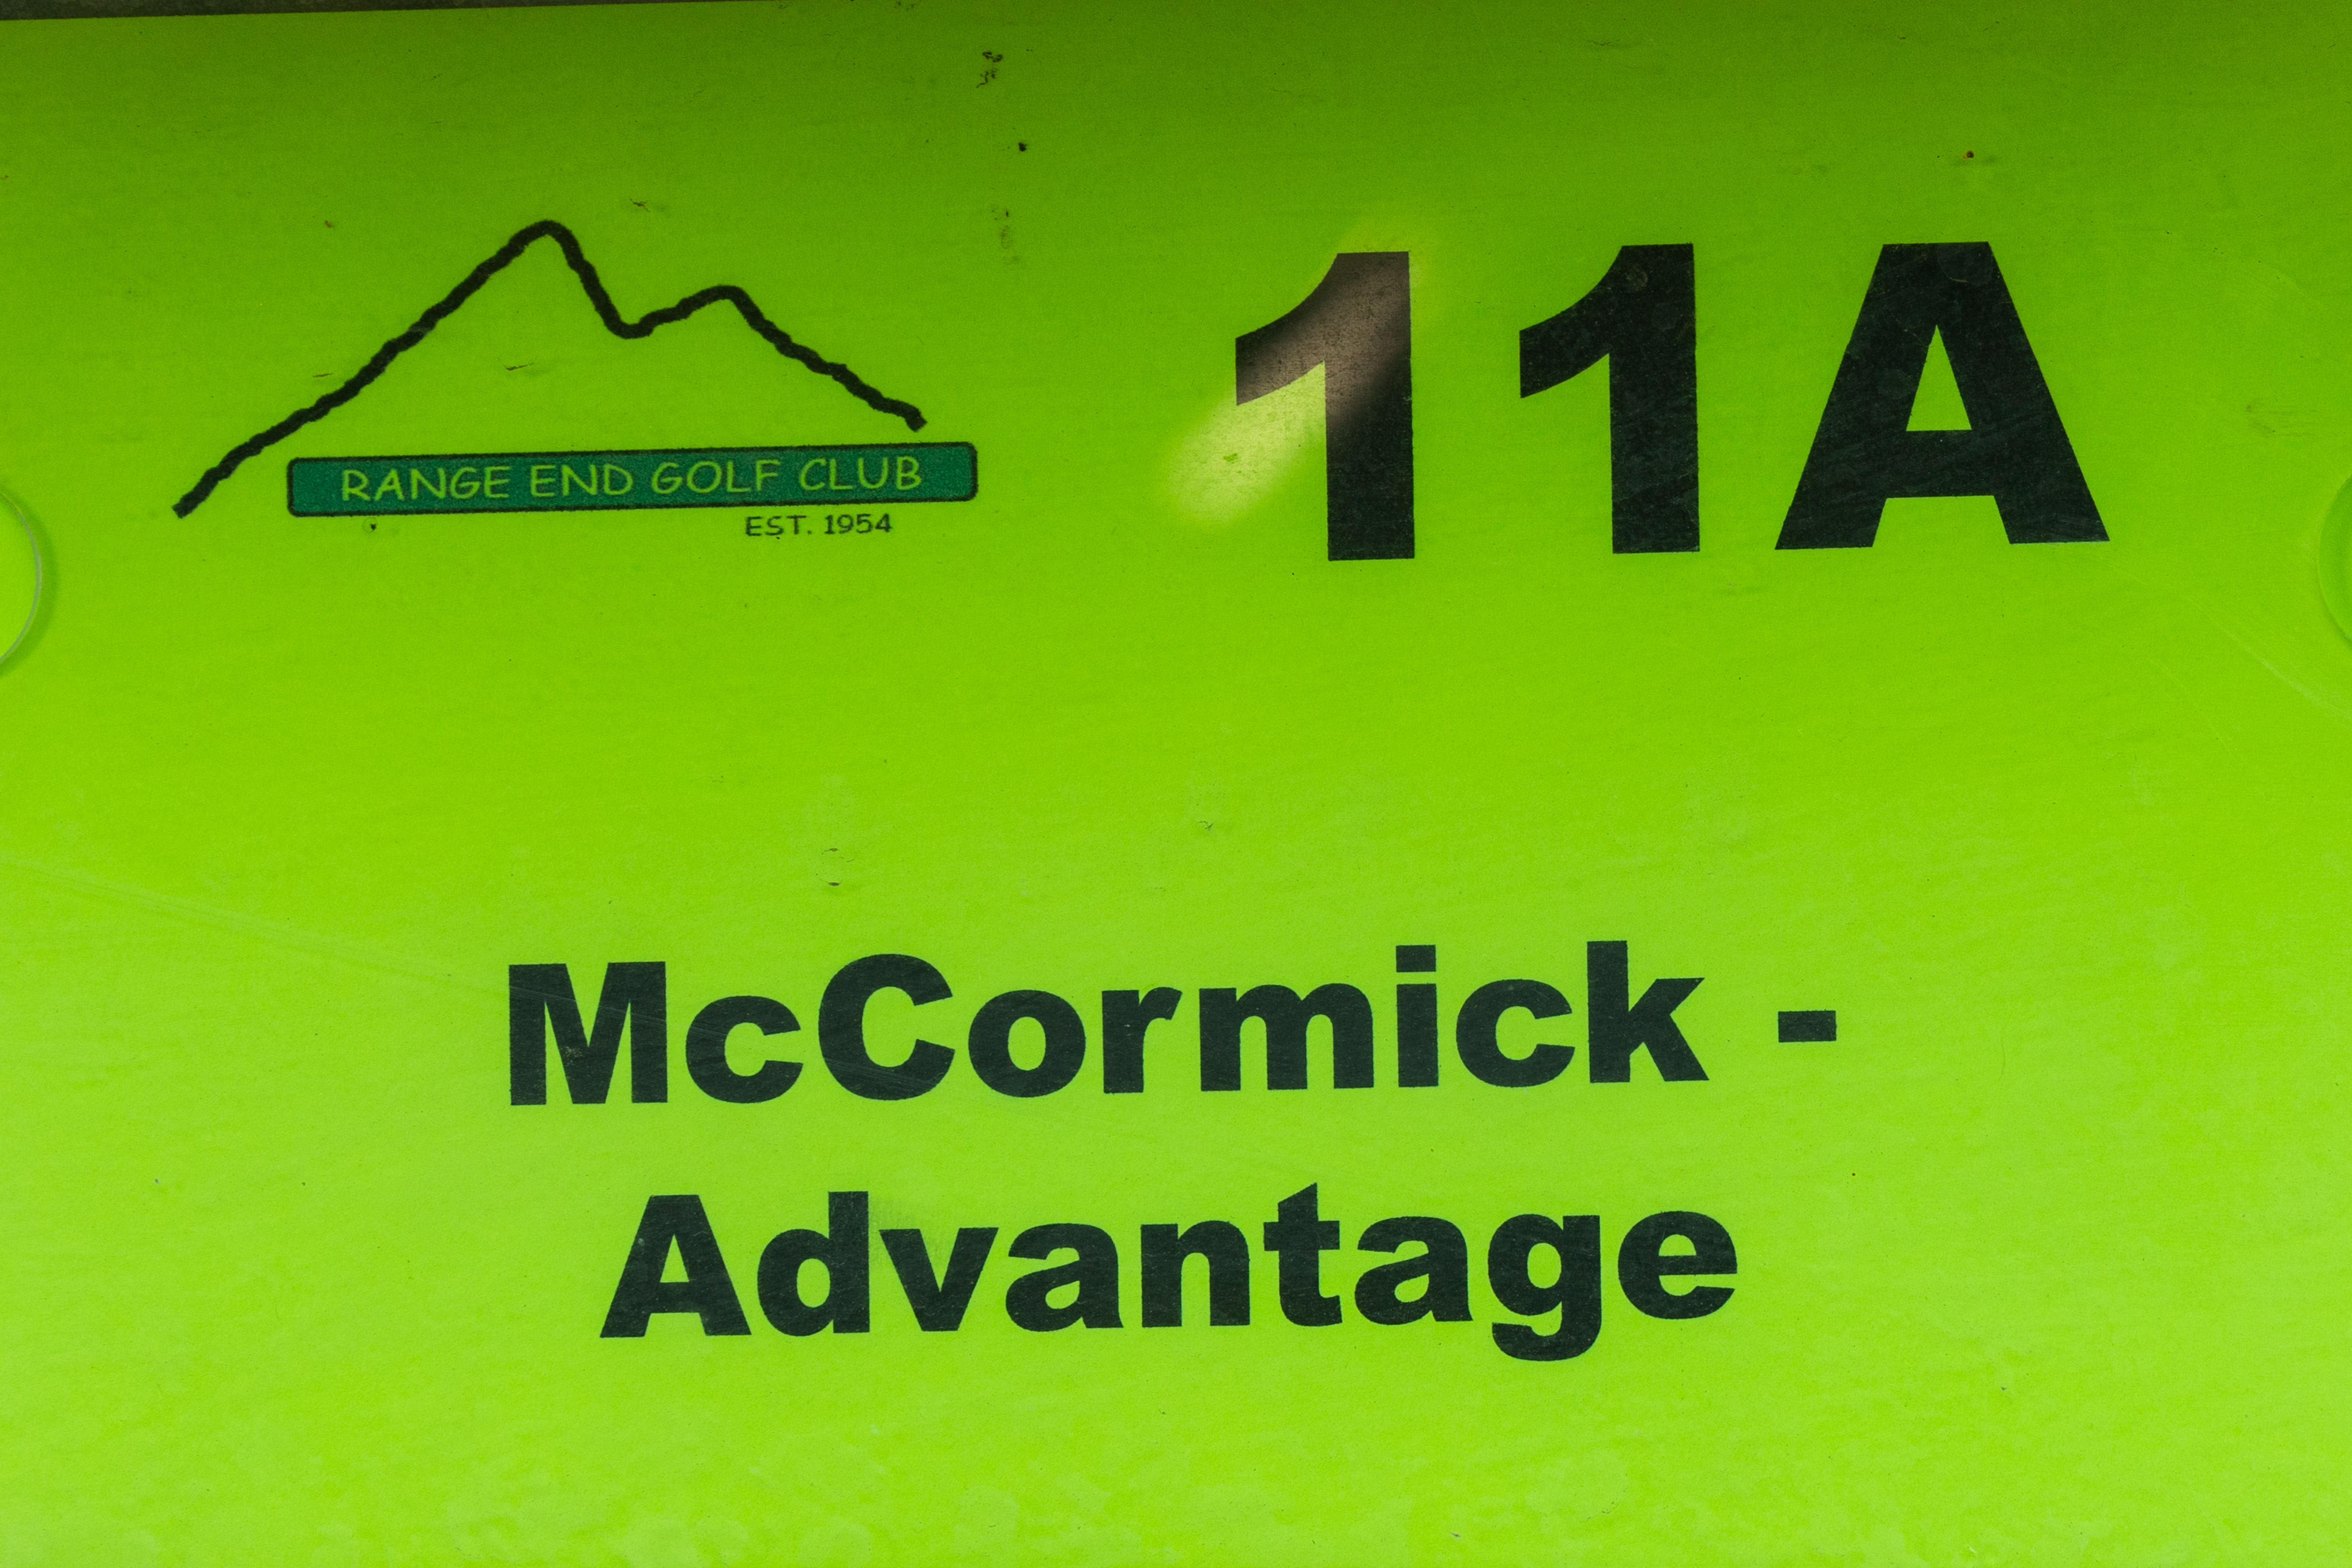 RANGE END GOLF CLUB
EST. 1954
11A
McCormick -
Advantage